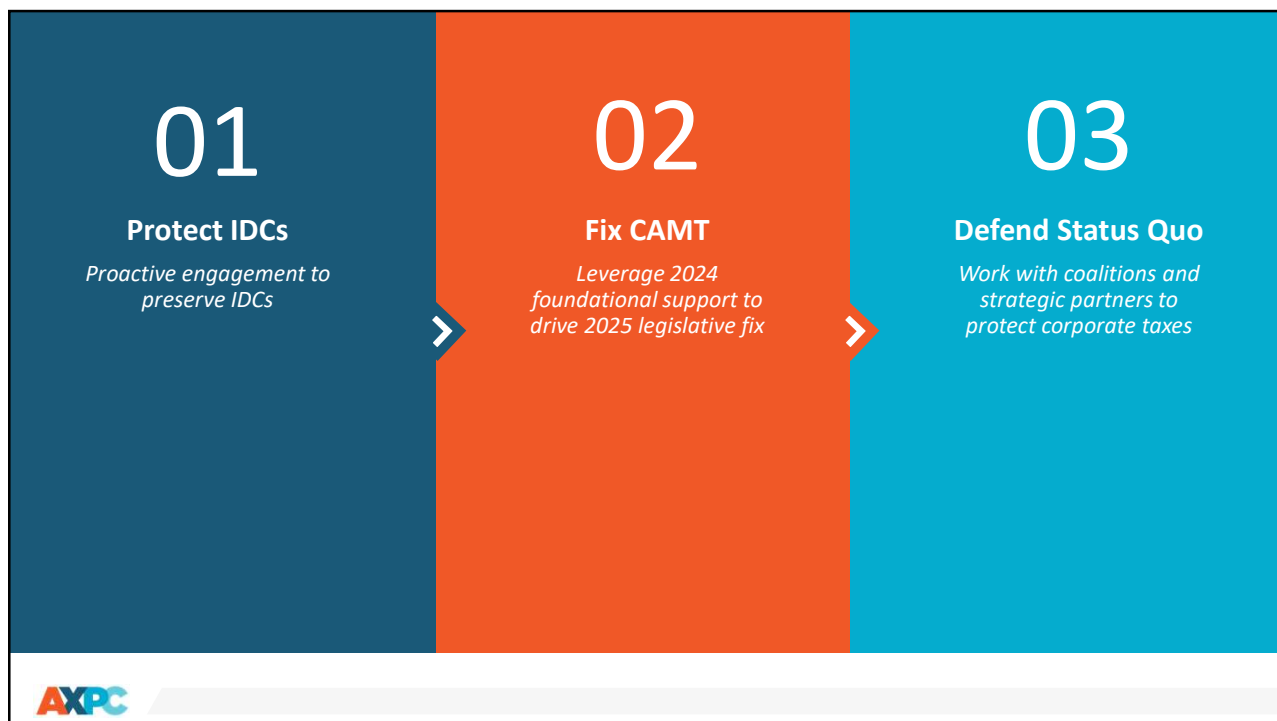 01
Protect IDCs
Proactive engagement to
preserve IDCs
02
Fix CAMT
Leverage 2024
foundational support to
drive 2025 legislative fix
03
Defend Status Quo
Work with coalitions and
strategic partners to
protect corporate taxes
AXPC